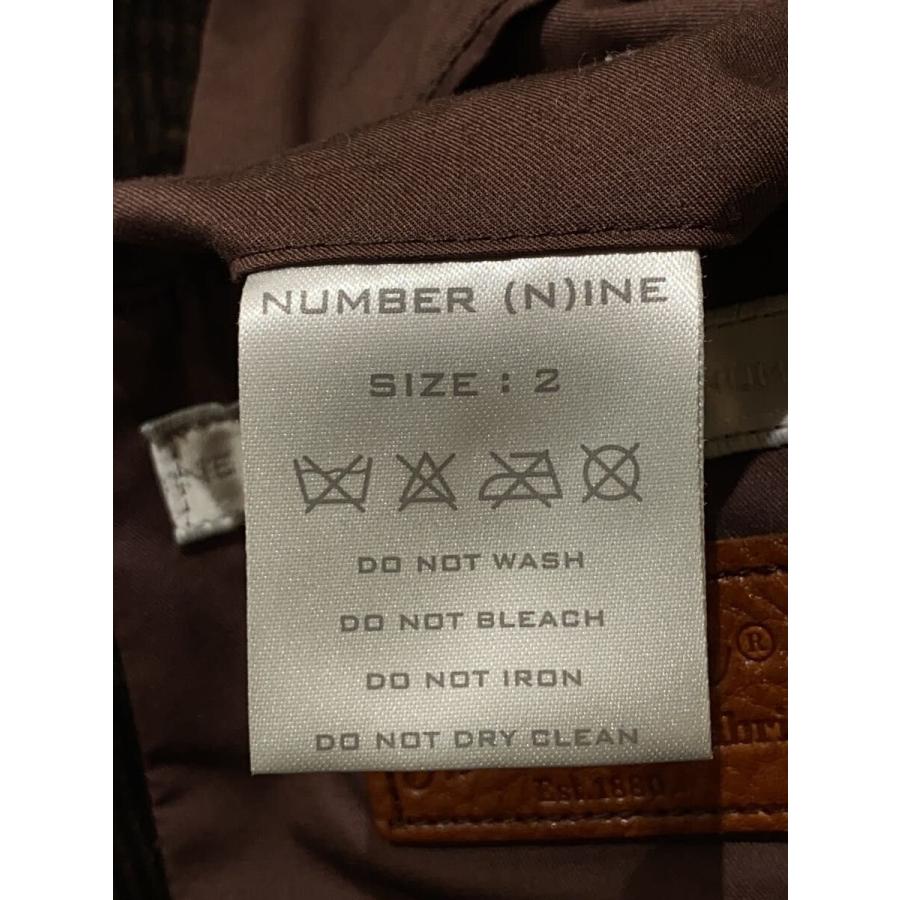 NUMBER (N)INE
SIZE : 2
DO NOT WASH
DO NOT BLEACH
DO NOT IRON
DO NOT DRY CLEAN
®
Est.1880